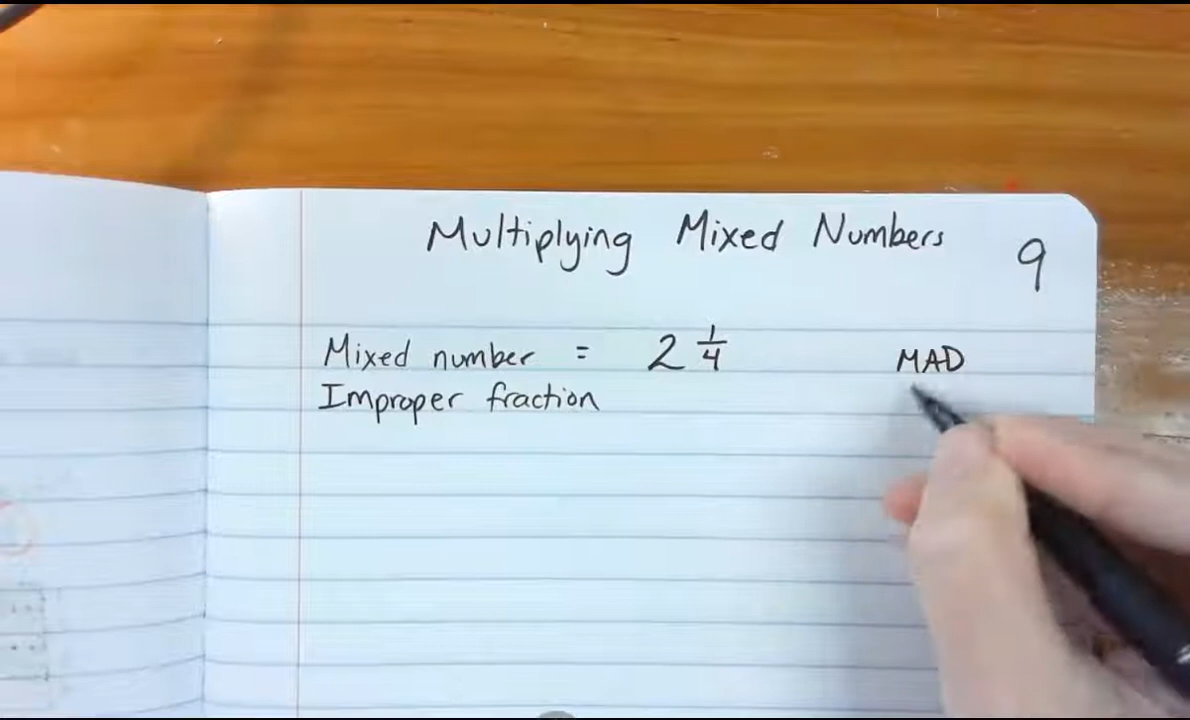 Multiplying Mixed Numbers 9
Mixed number = 2 1/4 MAD
Improper fraction